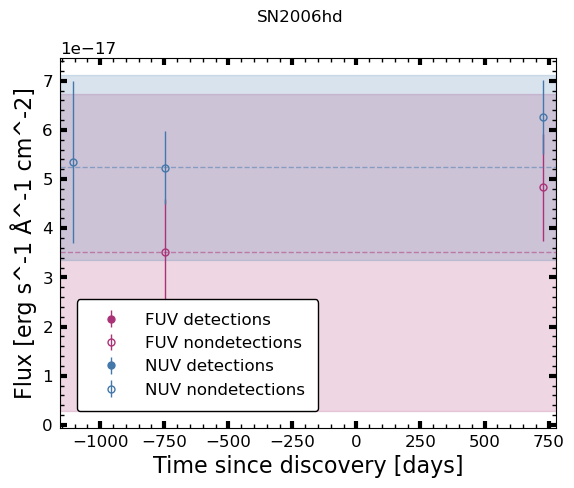 SN2006hd
1e−17
7
6
5
4
3
2
1
0
Flux [erg s^-1 Å^-1 cm^-2]
FUV detections
FUV nondetections
NUV detections
NUV nondetections
−1000 −750 −500 −250 0 250 500 750
Time since discovery [days]